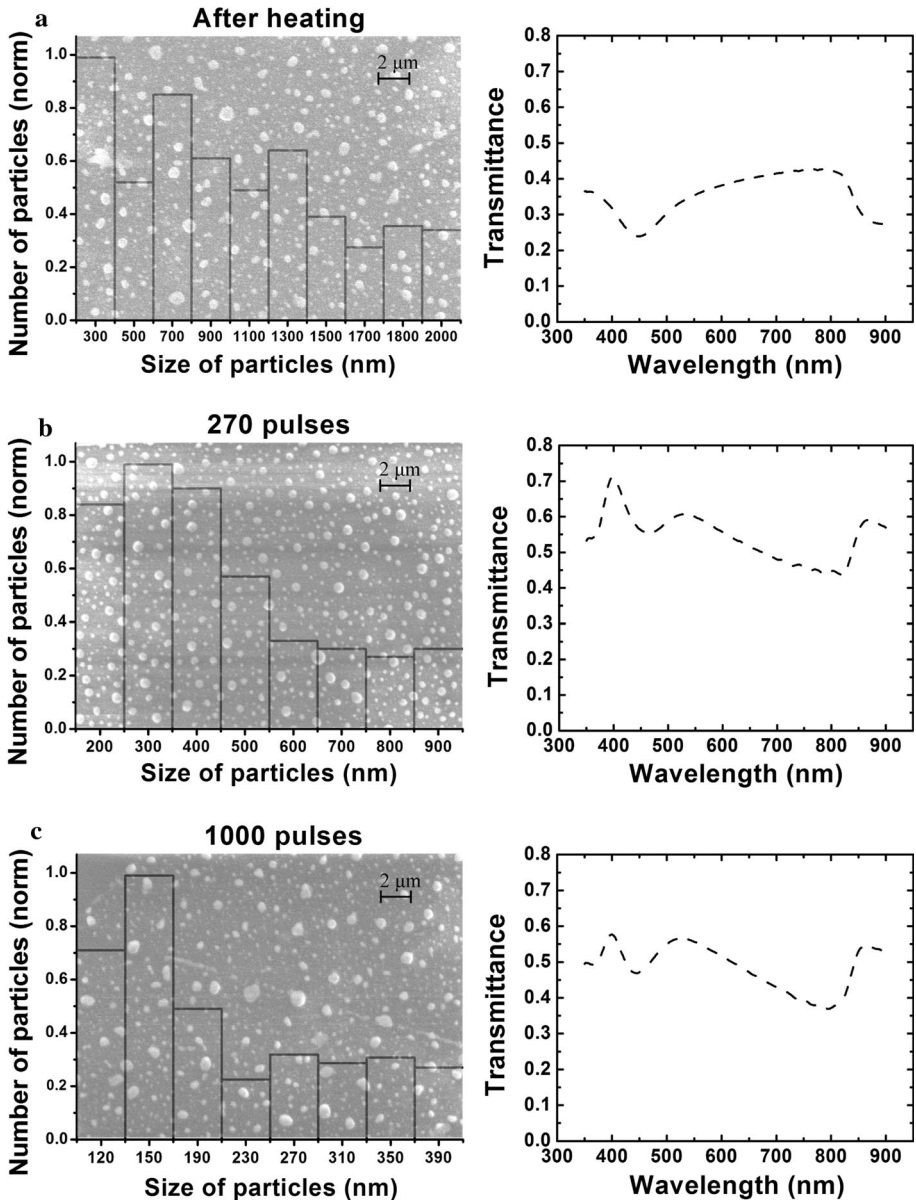 a
After heating
Number of particles (norm)
1.0
0.8
0.6
0.4
0.2
0.0
2 μm
300 500 700 900 1100 1300 1500 1700 1800 2000
Size of particles (nm)
Transmittance
0.8
0.7
0.6
0.5
0.4
0.3
0.2
0.1
0.0
300 400 500 600 700 800 900
Wavelength (nm)
b
270 pulses
Number of particles (norm)
1.0
0.8
0.6
0.4
0.2
0.0
2 μm
200 300 400 500 600 700 800 900
Size of particles (nm)
Transmittance
0.8
0.7
0.6
0.5
0.4
0.3
0.2
0.1
0.0
300 400 500 600 700 800 900
Wavelength (nm)
c
1000 pulses
Number of particles (norm)
1.0
0.8
0.6
0.4
0.2
0.0
2 μm
120 150 190 230 270 310 350 390
Size of particles (nm)
Transmittance
0.8
0.7
0.6
0.5
0.4
0.3
0.2
0.1
0.0
300 400 500 600 700 800 900
Wavelength (nm)